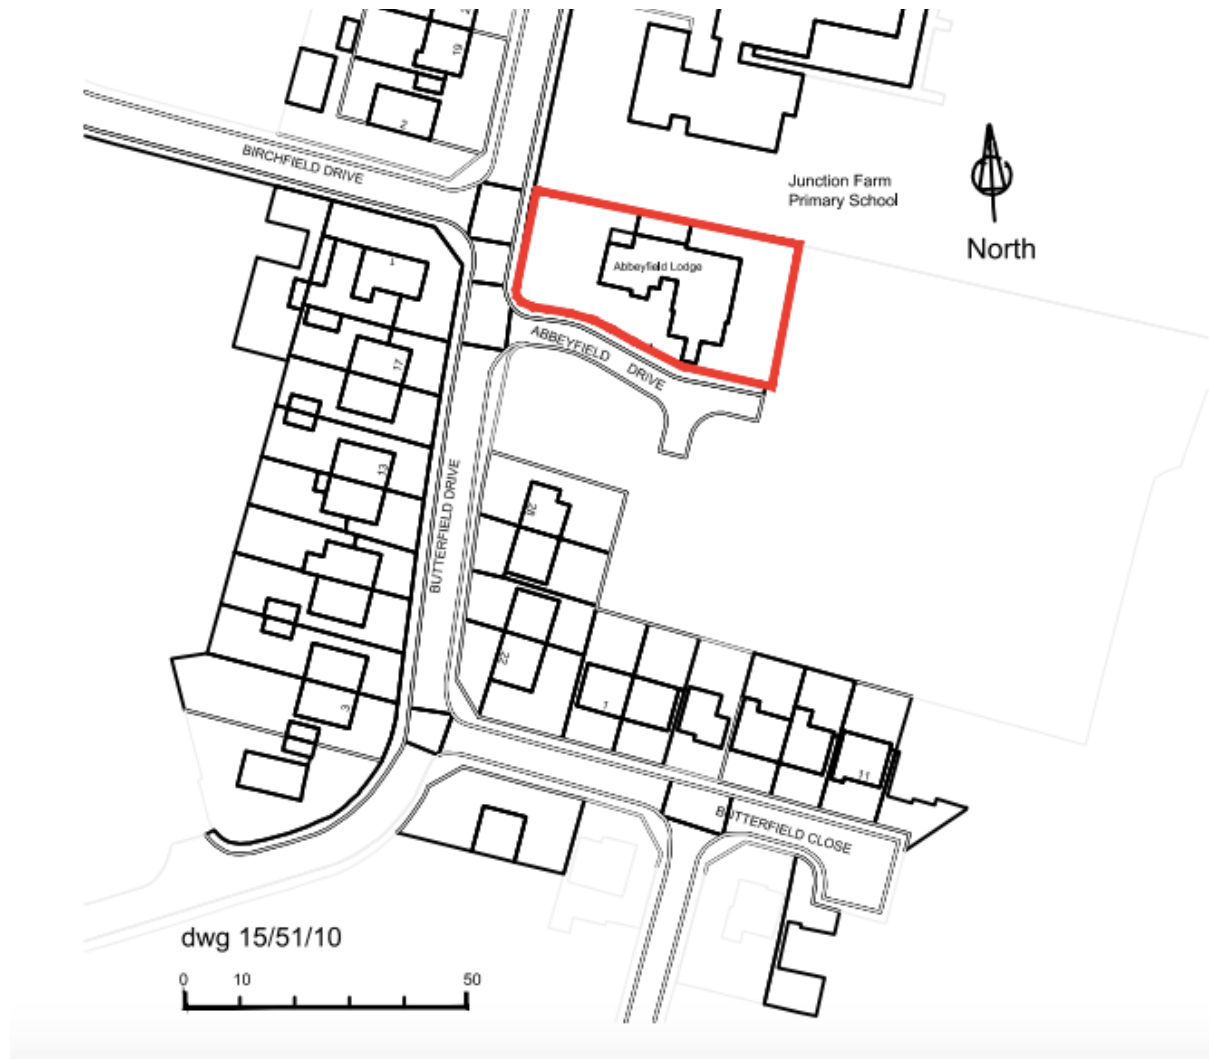 19
2
BIRCHFIELD DRIVE
Junction Farm
Primary School
North
1
Abbeyfield Lodge
ABBEYFIELD
DRIVE
17
13
BUTTERFIELD DRIVE
28
22
3
1
11
BUTTERFIELD CLOSE
dwg 15/51/10
0 10 50